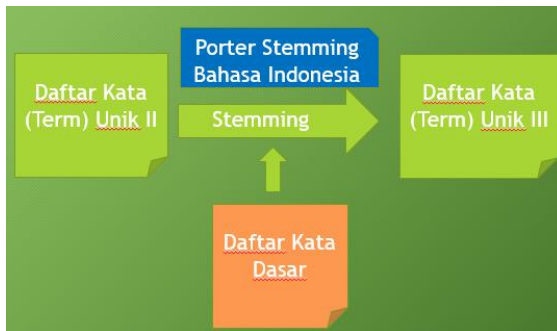 Porter Stemming
Bahasa Indonesia
Daftar Kata
(Term) Unik II
Stemming
Daftar Kata
(Term) Unik III
Daftar Kata
Dasar